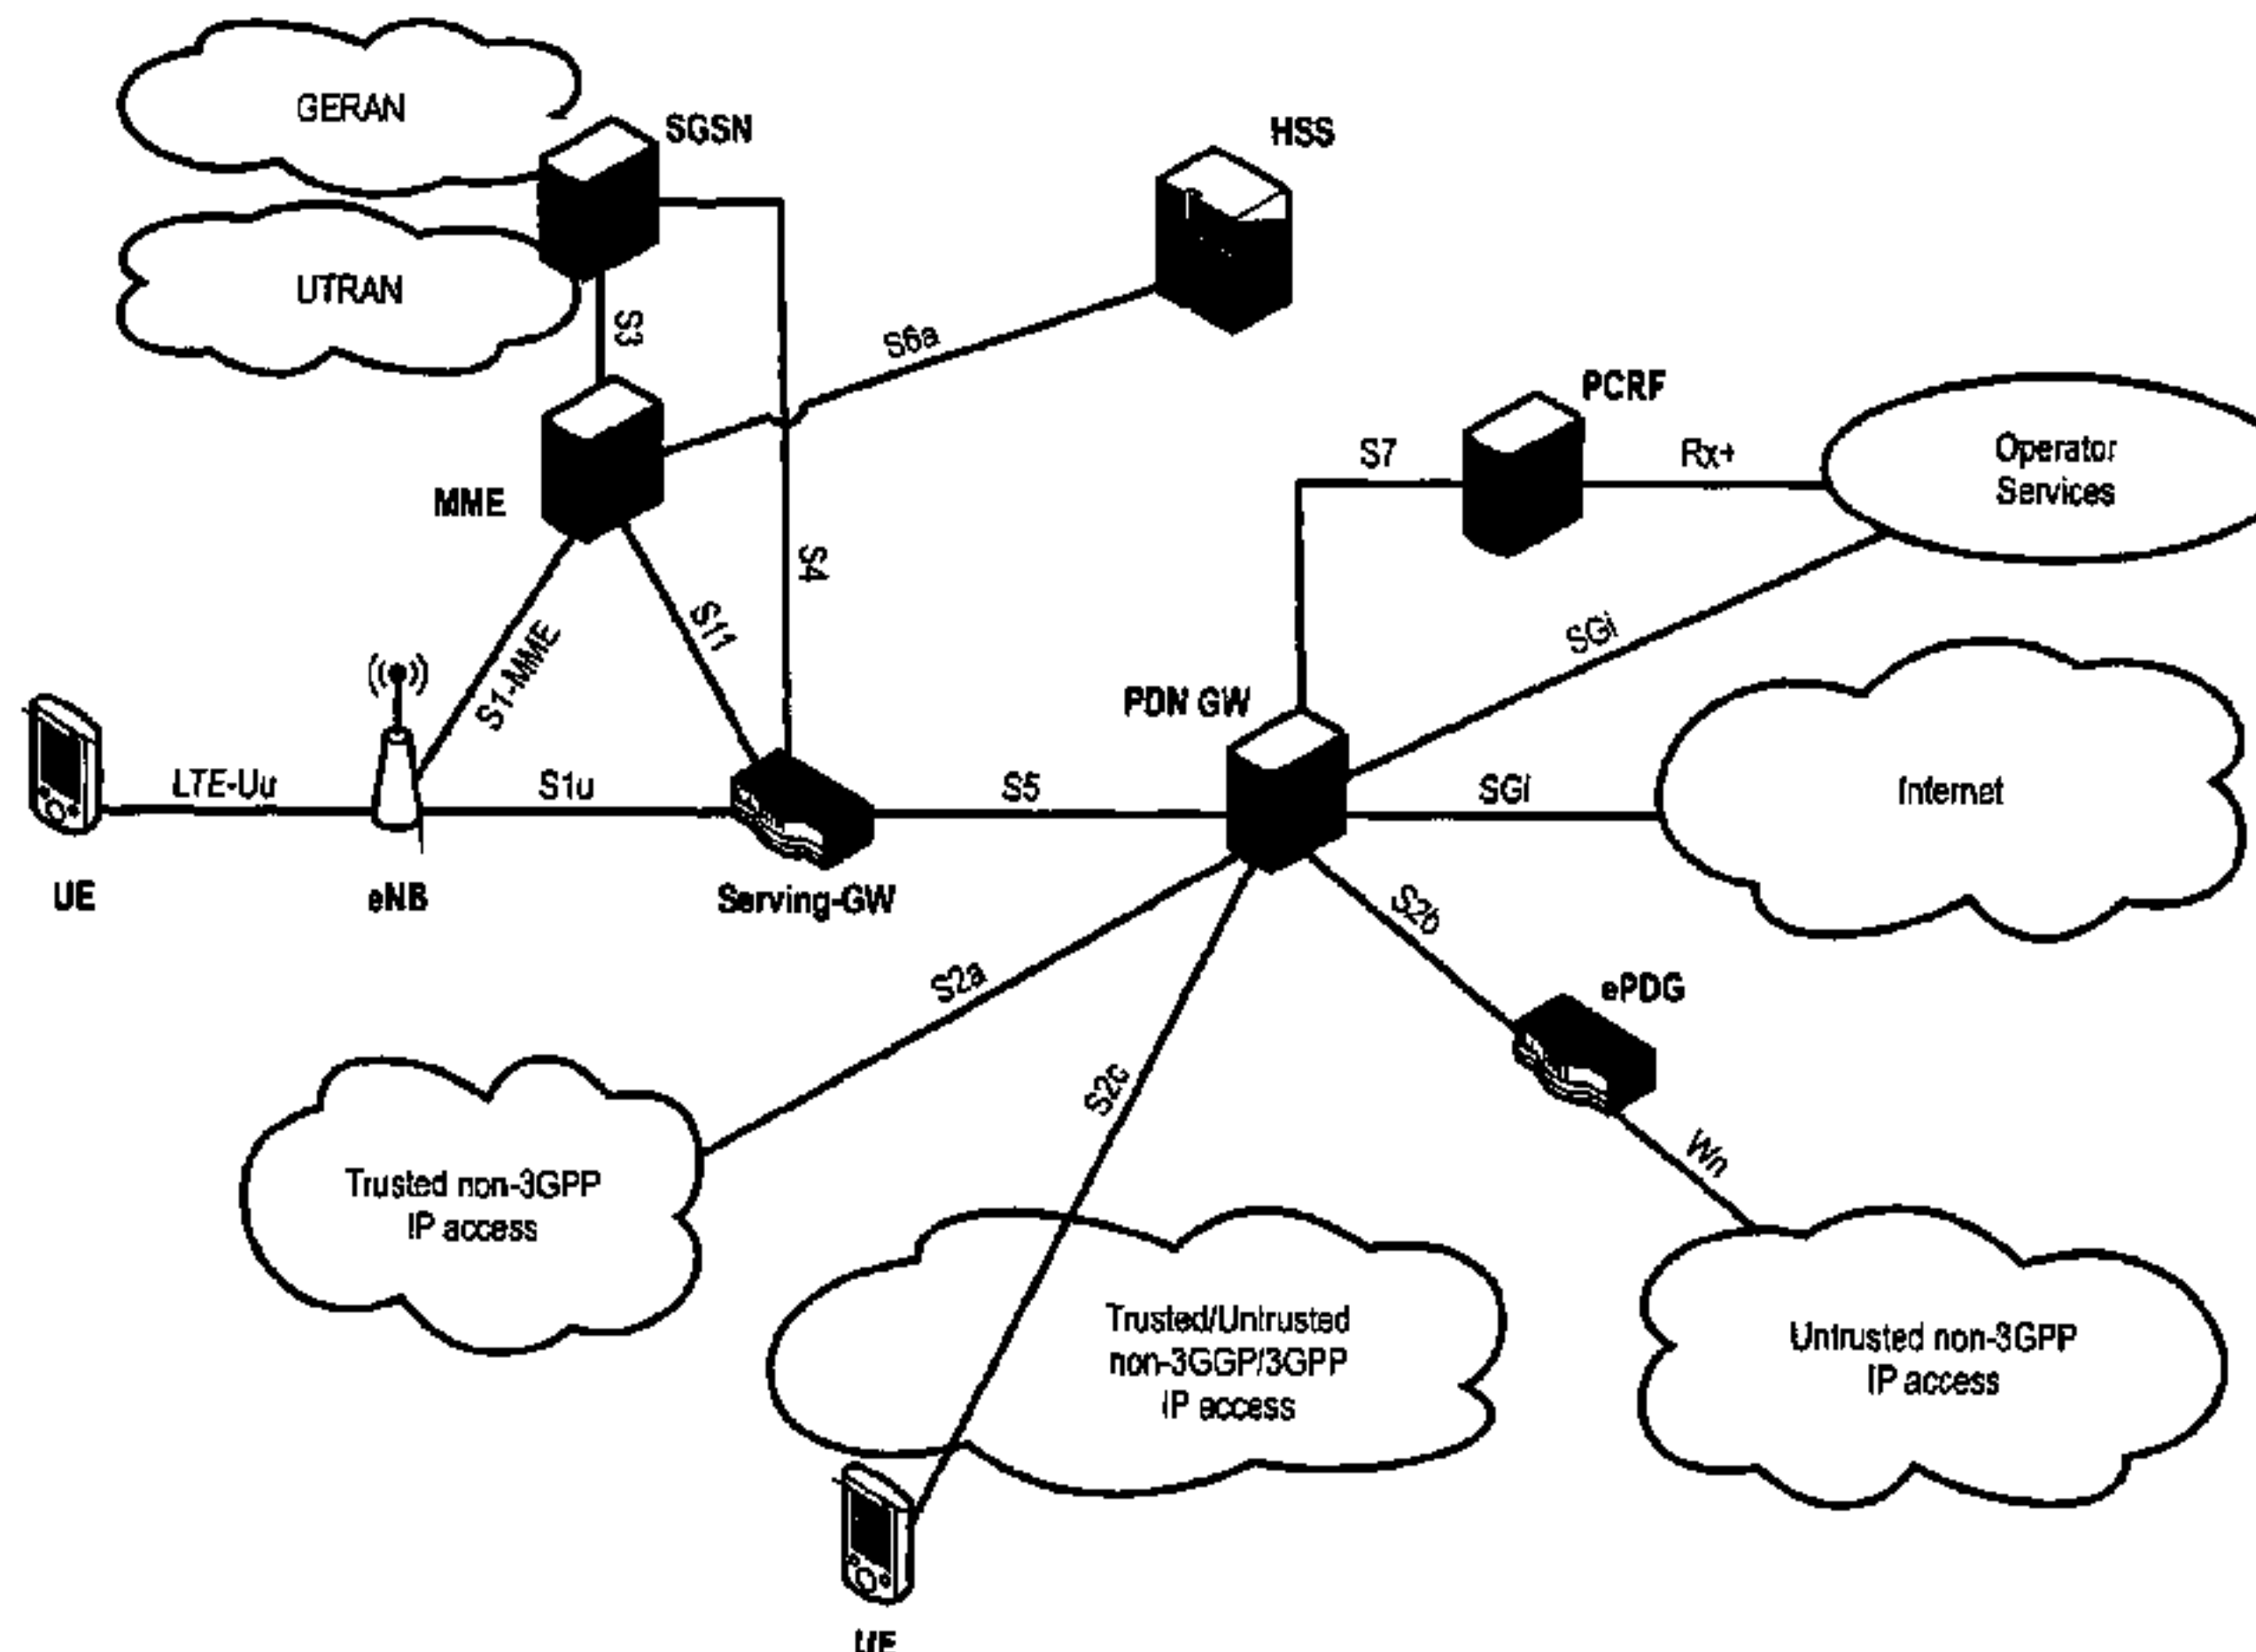 GERAN
SGSN
HSS
UTRAN
S3
S6a
PCRF
MME
S7
Rx+
Operator
Services
S4
S11
S1-MME
SGi
PDN GW
LTE-Uu
S1u
S5
SGi
Internet
UE
eNB
Serving-GW
S2b
S2a
ePDG
S2c
Wn
Trusted non-3GPP
IP access
Trusted/Untrusted
non-3GGP/3GPP
IP access
Untrusted non-3GPP
IP access
UE